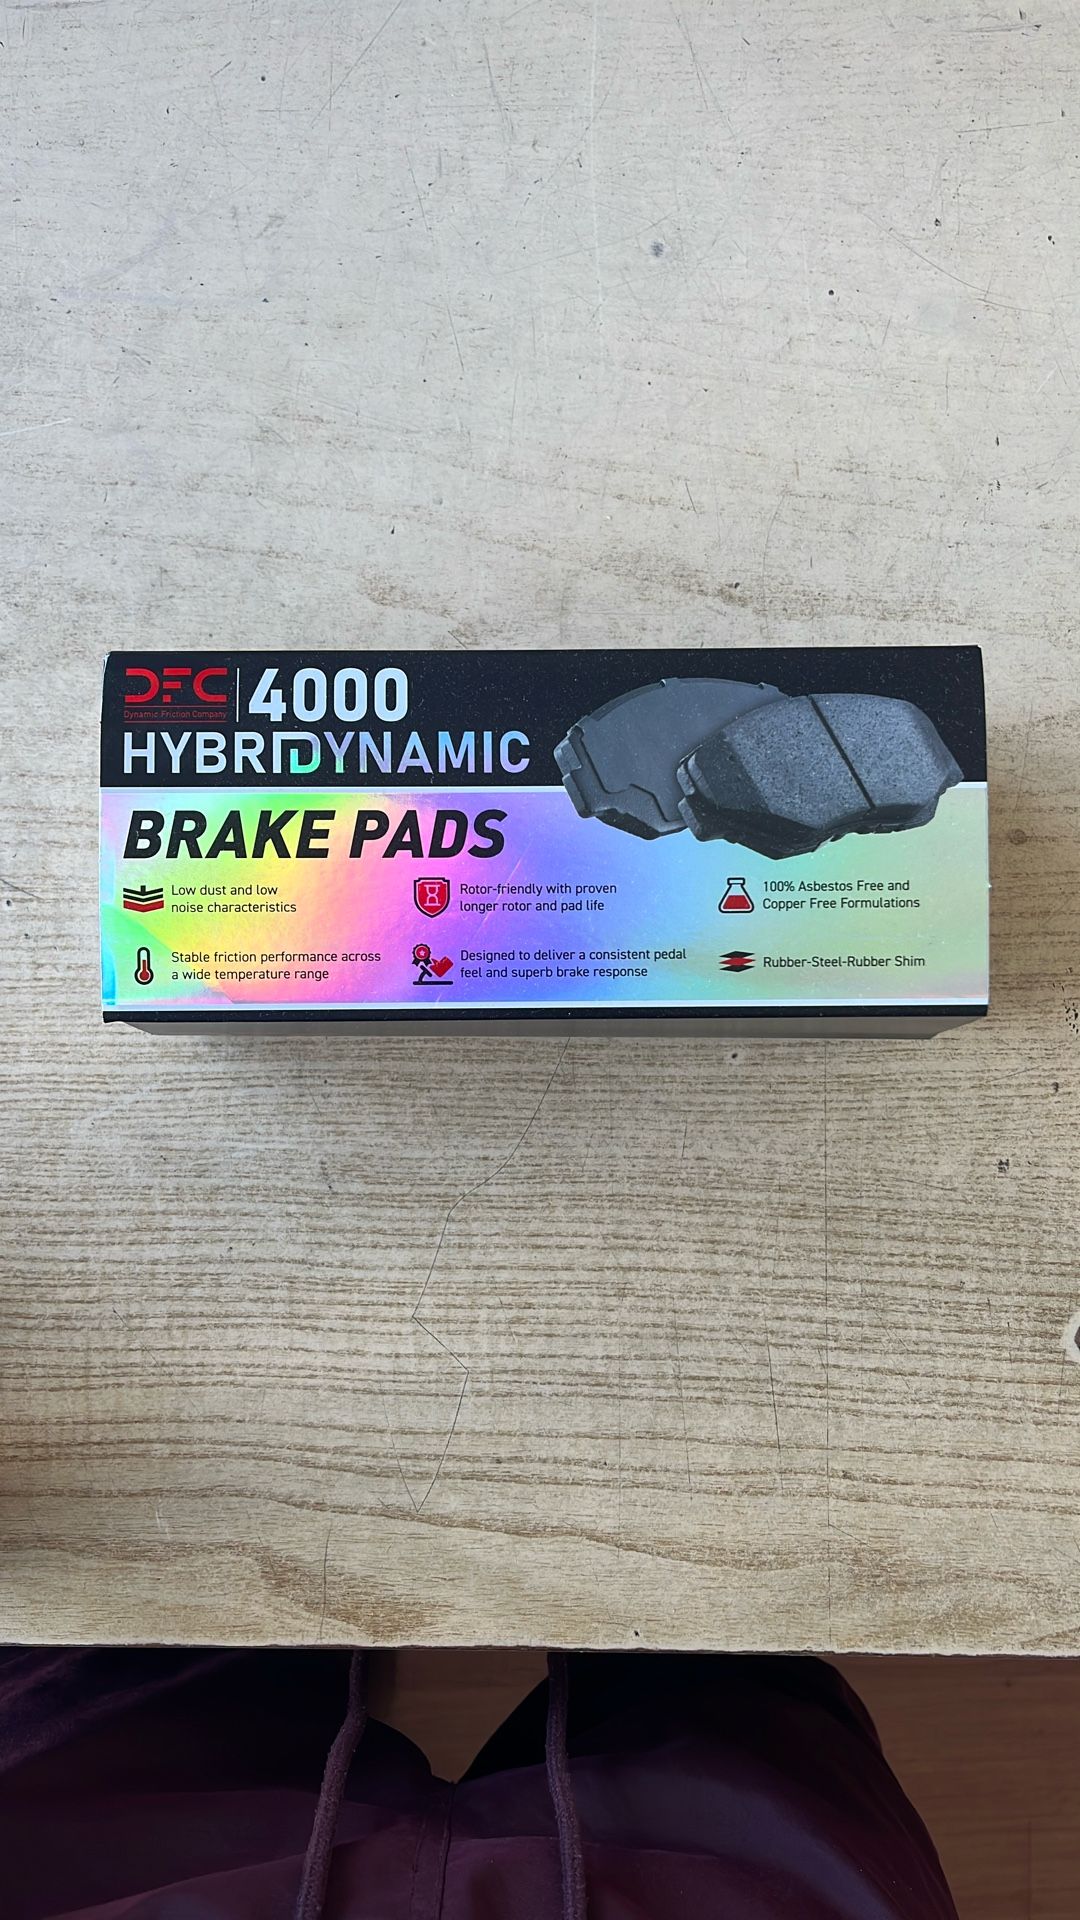 DFC
Dynamic Friction Company
4000
HYBRIDYNAMIC
BRAKE PADS
Low dust and low
noise characteristics
Rotor-friendly with proven
longer rotor and pad life
100% Asbestos Free and
Copper Free Formulations
Stable friction performance across
a wide temperature range
Designed to deliver a consistent pedal
feel and superb brake response
Rubber-Steel-Rubber Shim